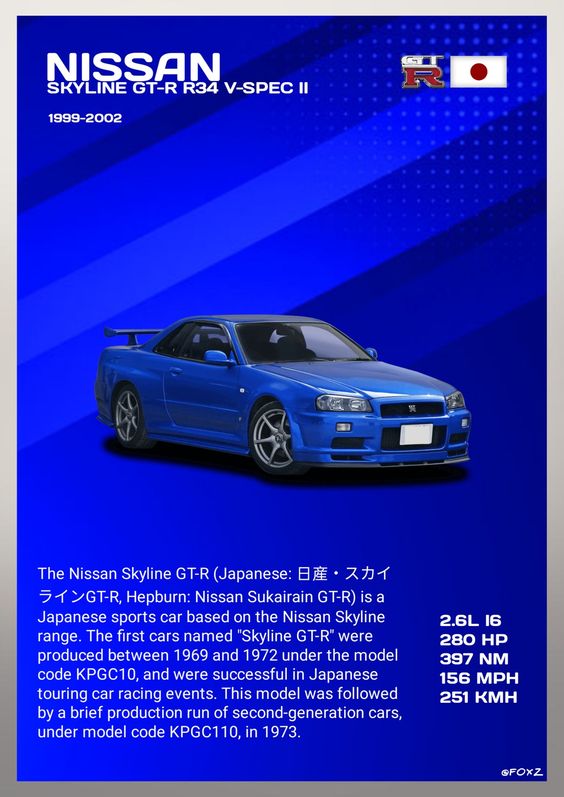 NISSAN
SKYLINE GT-R R34 V-SPEC II
GT
R
1999-2002
The Nissan Skyline GT-R (Japanese: 日産・スカイ
ラインGT-R, Hepburn: Nissan Sukairain GT-R) is a
Japanese sports car based on the Nissan Skyline
range. The first cars named "Skyline GT-R" were
produced between 1969 and 1972 under the model
code KPGC10, and were successful in Japanese
touring car racing events. This model was followed
by a brief production run of second-generation cars,
under model code KPGC110, in 1973.
2.6L I6
280 HP
397 NM
156 MPH
251 KMH
@FOXZ